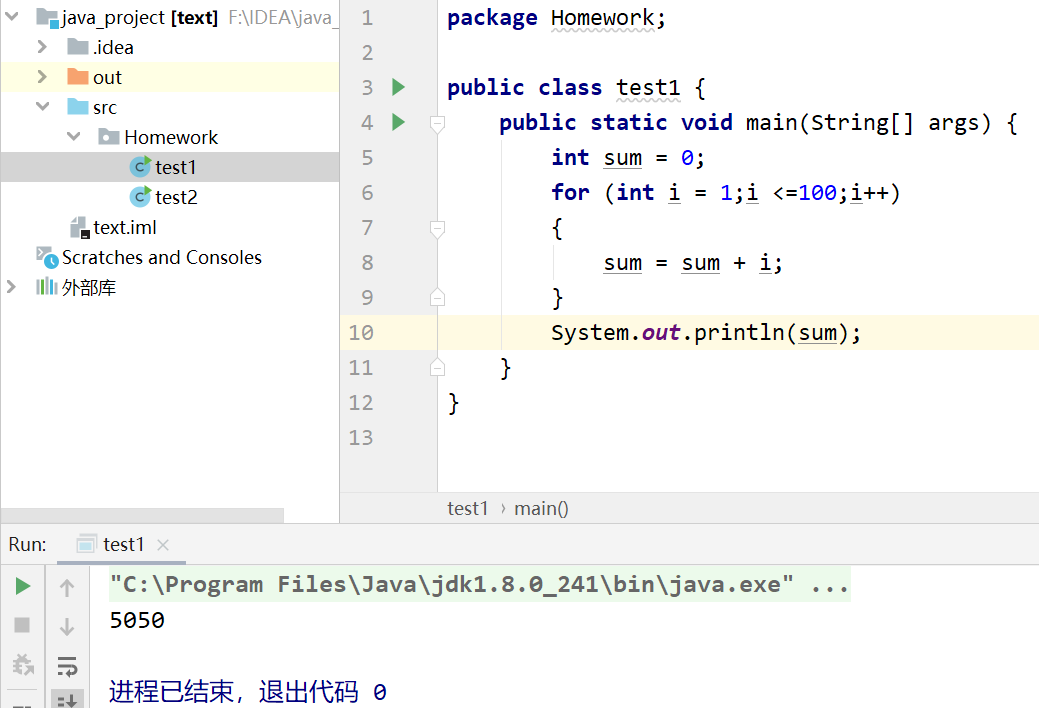 java_project [text] F:\IDEA\java_
.idea
out
src
Homework
test1
test2
text.iml
Scratches and Consoles
外部库
1 package Homework;
2
3 public class test1 {
4 public static void main(String[] args) {
5 int sum = 0;
6 for (int i = 1;i <=100;i++)
7 {
8 sum = sum + i;
9 }
10 System.out.println(sum);
11 }
12 }
13
test1 › main()
Run: test1
"C:\Program Files\Java\jdk1.8.0_241\bin\java.exe" ...
5050
进程已结束，退出代码 0